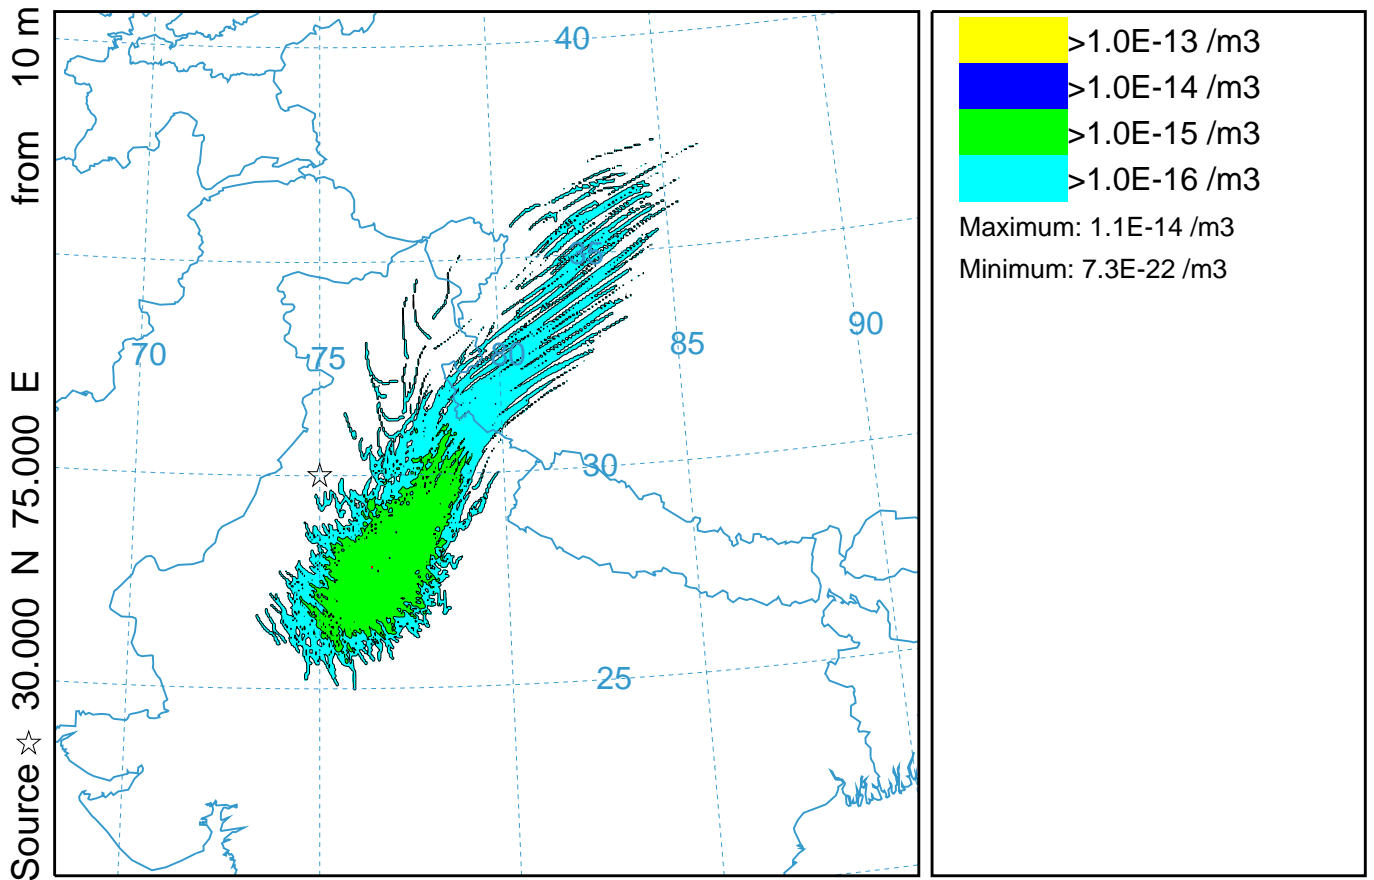 Source ☆ 30.000 N 75.000 E from 10 m
40
35
90
85
80
75
70
30
25
>1.0E-13 /m3
>1.0E-14 /m3
>1.0E-15 /m3
>1.0E-16 /m3
Maximum: 1.1E-14 /m3
Minimum: 7.3E-22 /m3